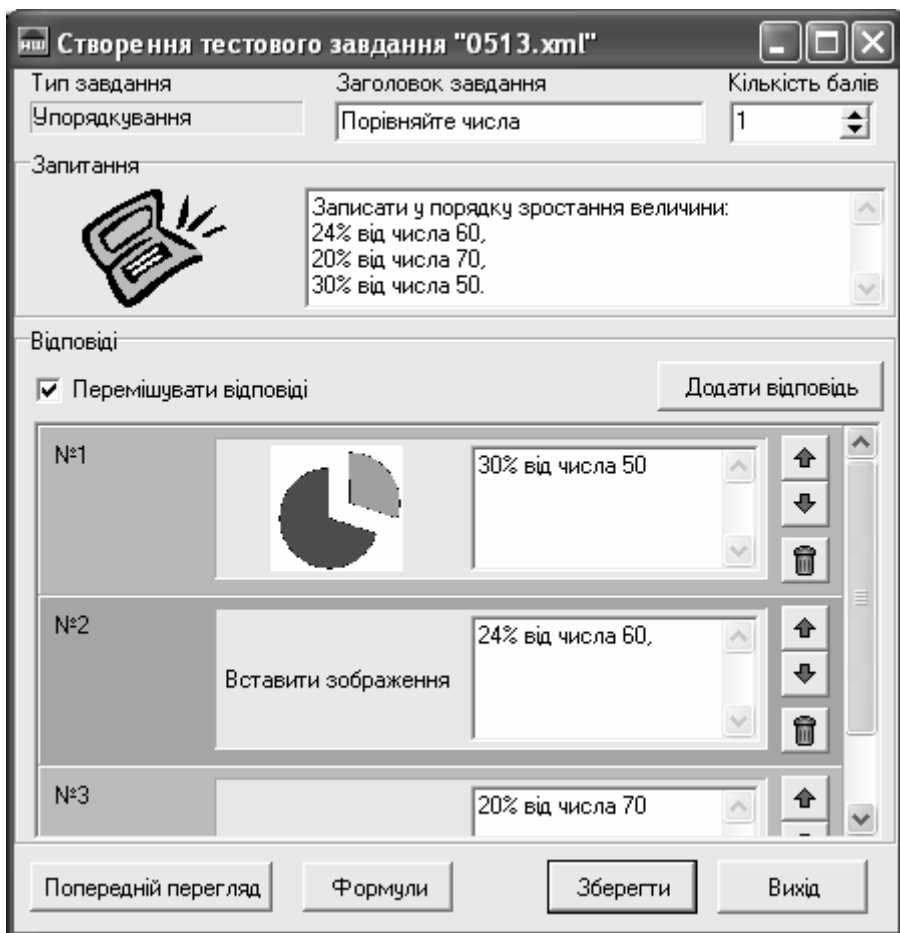 нш Створення тестового завдання "0513.xml"
Тип завдання Заголовок завдання Кількість балів
Упорядкування Порівняйте числа 1
Запитання
Записати у порядку зростання величини:
24% від числа 60,
20% від числа 70,
30% від числа 50.
Відповіді
Перемішувати відповіді Додати відповідь
№1 30% від числа 50
№2 24% від числа 60,
Вставити зображення
№3 20% від числа 70
Попередній перегляд Формули Зберегти Вихід